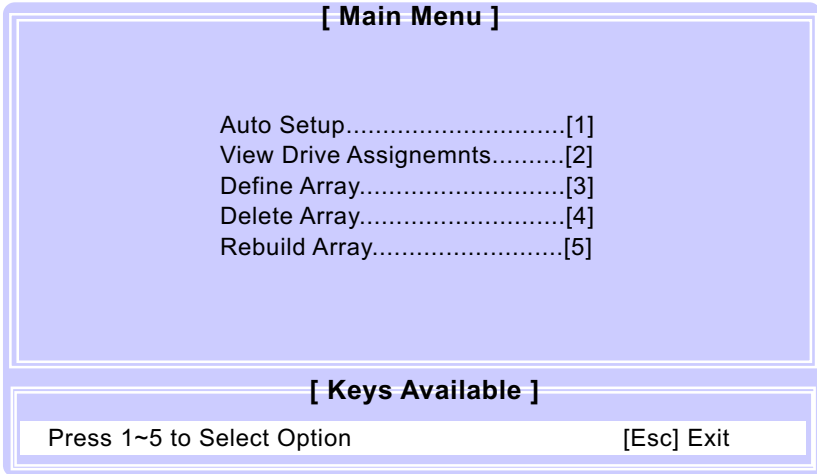 [ Main Menu ]
Auto Setup..............................[1]
View Drive Assignemnts..........[2]
Define Array............................[3]
Delete Array............................[4]
Rebuild Array..........................[5]
[ Keys Available ]
Press 1~5 to Select Option [Esc] Exit